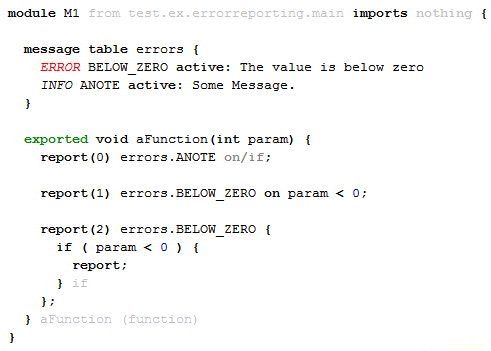 module M1 from test.ex.errorreporting.main imports nothing {
message table errors {
ERROR BELOW_ZERO active: The value is below zero
INFO ANOTE active: Some Message.
}
exported void aFunction(int param) {
report(0) errors.ANOTE on/if;
report(1) errors.BELOW_ZERO on param < 0;
report(2) errors.BELOW_ZERO {
if ( param < 0 ) {
report;
} if
};
} aFunction (function)
}